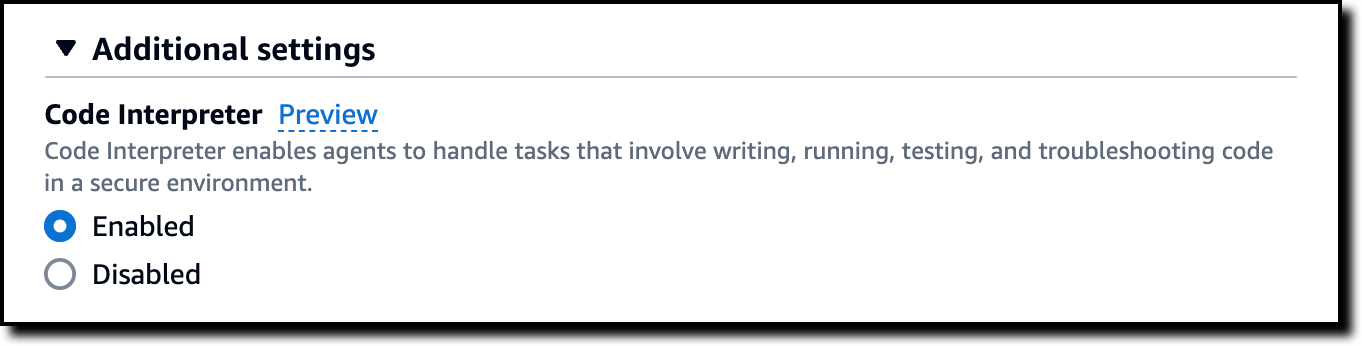 Additional settings
Code Interpreter Preview
Code Interpreter enables agents to handle tasks that involve writing, running, testing, and troubleshooting code
in a secure environment.
Enabled
Disabled